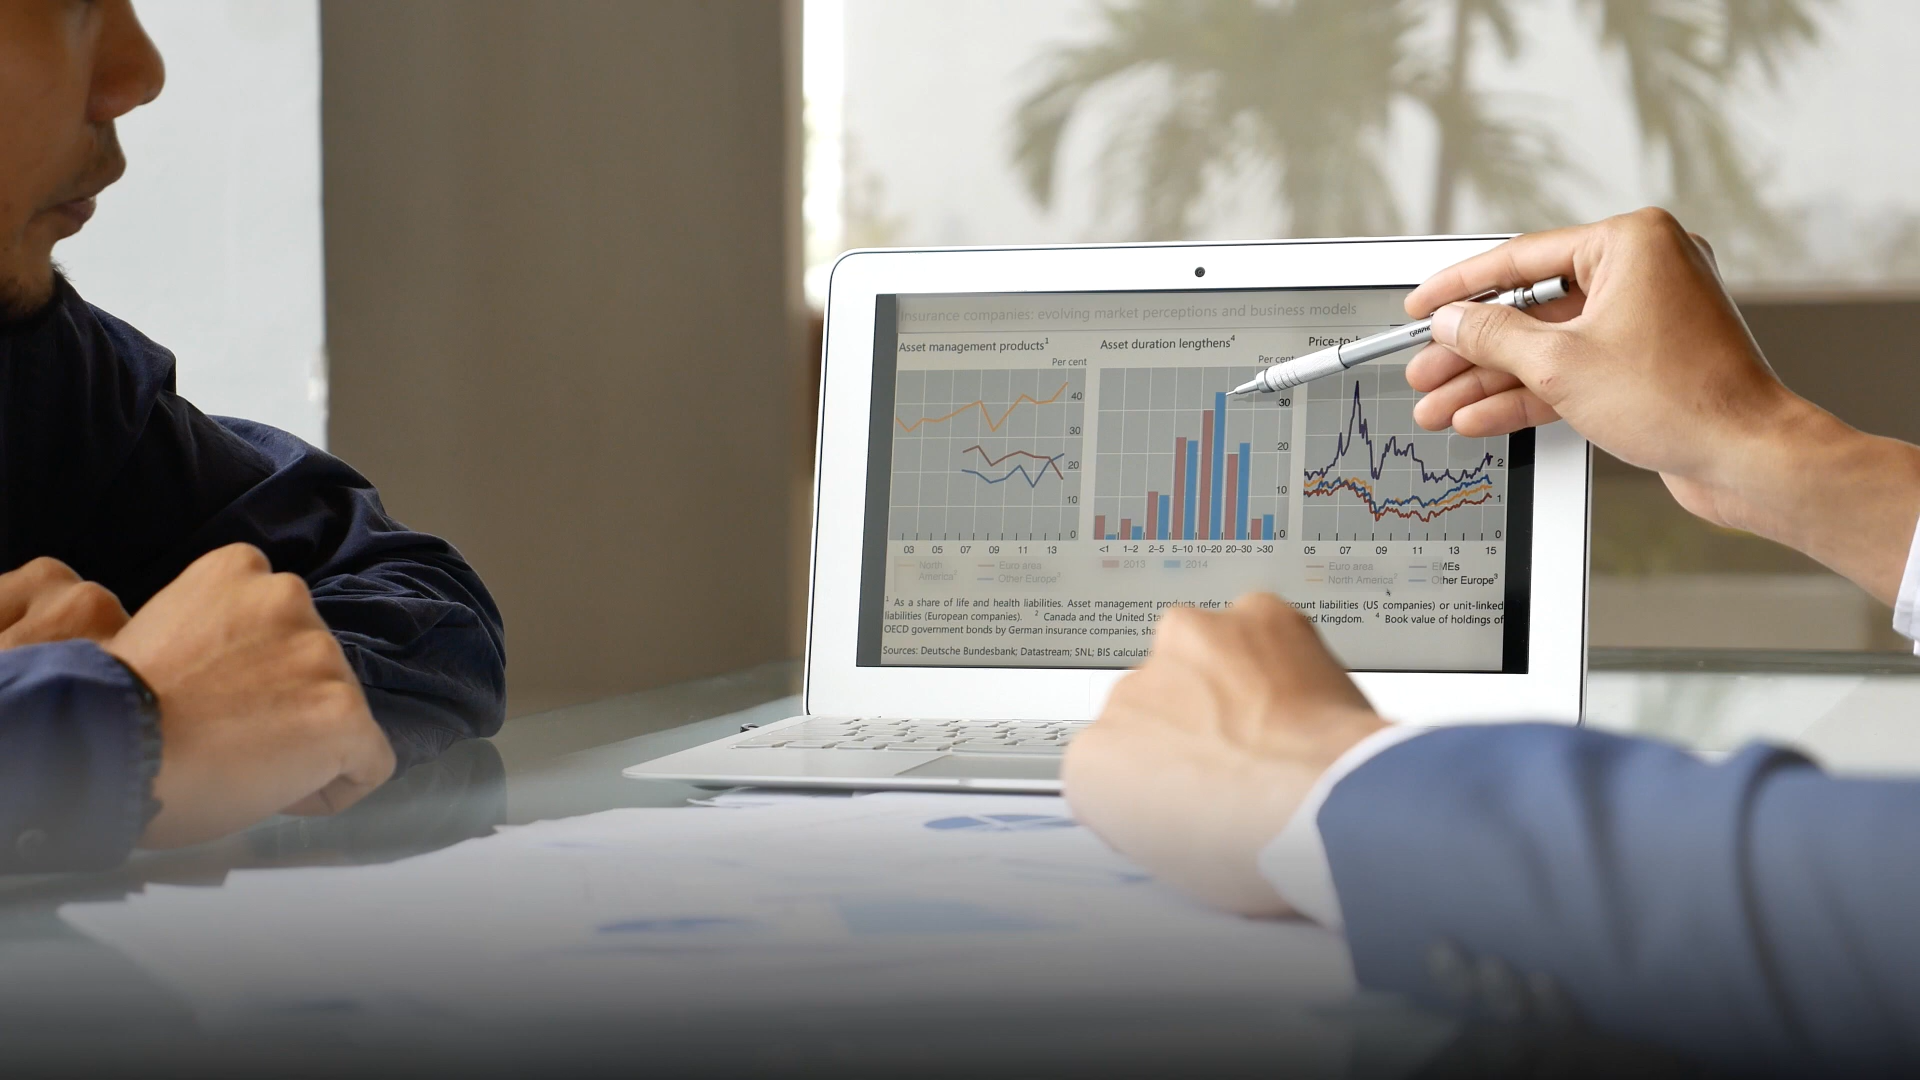 Insurance companies: evolving market perceptions and business models
Asset management products¹
Per cent
40
30
20
10
0
03 05 07 09 11 13
North America²
Euro area
Other Europe³
Asset duration lengthens⁴
Per cent
30
20
10
0
<1 1–2 2–5 5–10 10–20 20–30 >30
2013 2014
Price-to-
2
1
0
05 07 09 11 13 15
Euro area
North America²
EMEs
Other Europe³
¹ As a share of life and health liabilities. Asset management products refer to count liabilities (US companies) or unit-linked
liabilities (European companies). ² Canada and the United Kingdom. ⁴ Book value of holdings of
OECD government bonds by German insurance companies,
Sources: Deutsche Bundesbank; Datastream; SNL; BIS
GRAPH